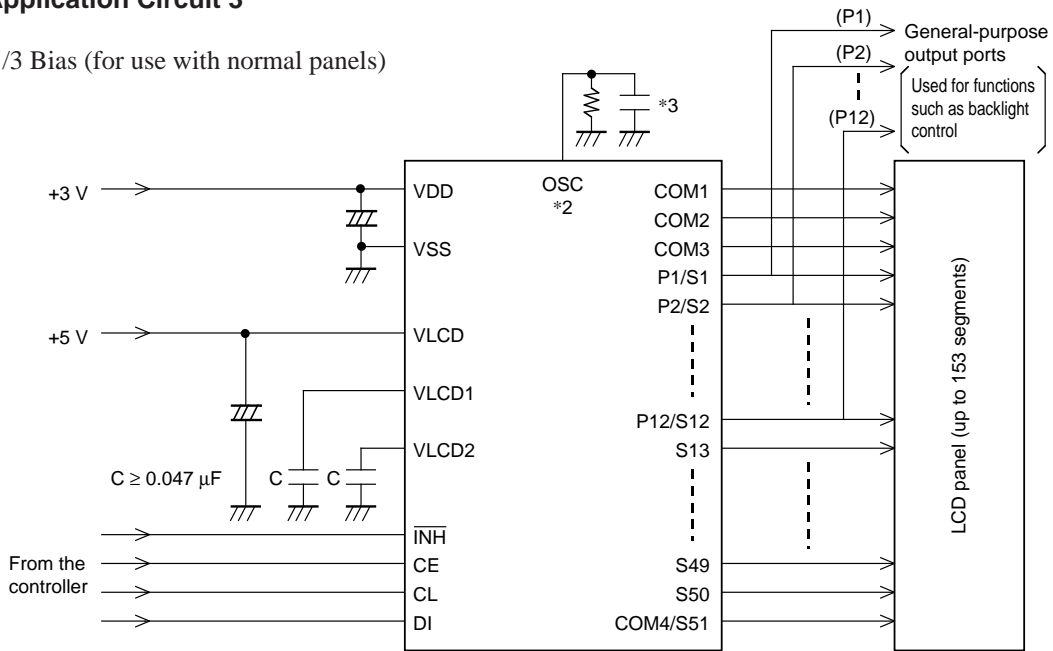 Application Circuit 3
/3 Bias (for use with normal panels)
(P1)
General-purpose
output ports
(P2)
Used for functions
such as backlight
control
(P12)
*3
+3 V
VDD
OSC
*2
COM1
COM2
VSS
COM3
P1/S1
P2/S2
+5 V
VLCD
VLCD1
P12/S12
VLCD2
S13
C ≥ 0.047 μF
C
C
LCD panel (up to 153 segments)
INH
From the
controller
CE
S49
CL
S50
DI
COM4/S51